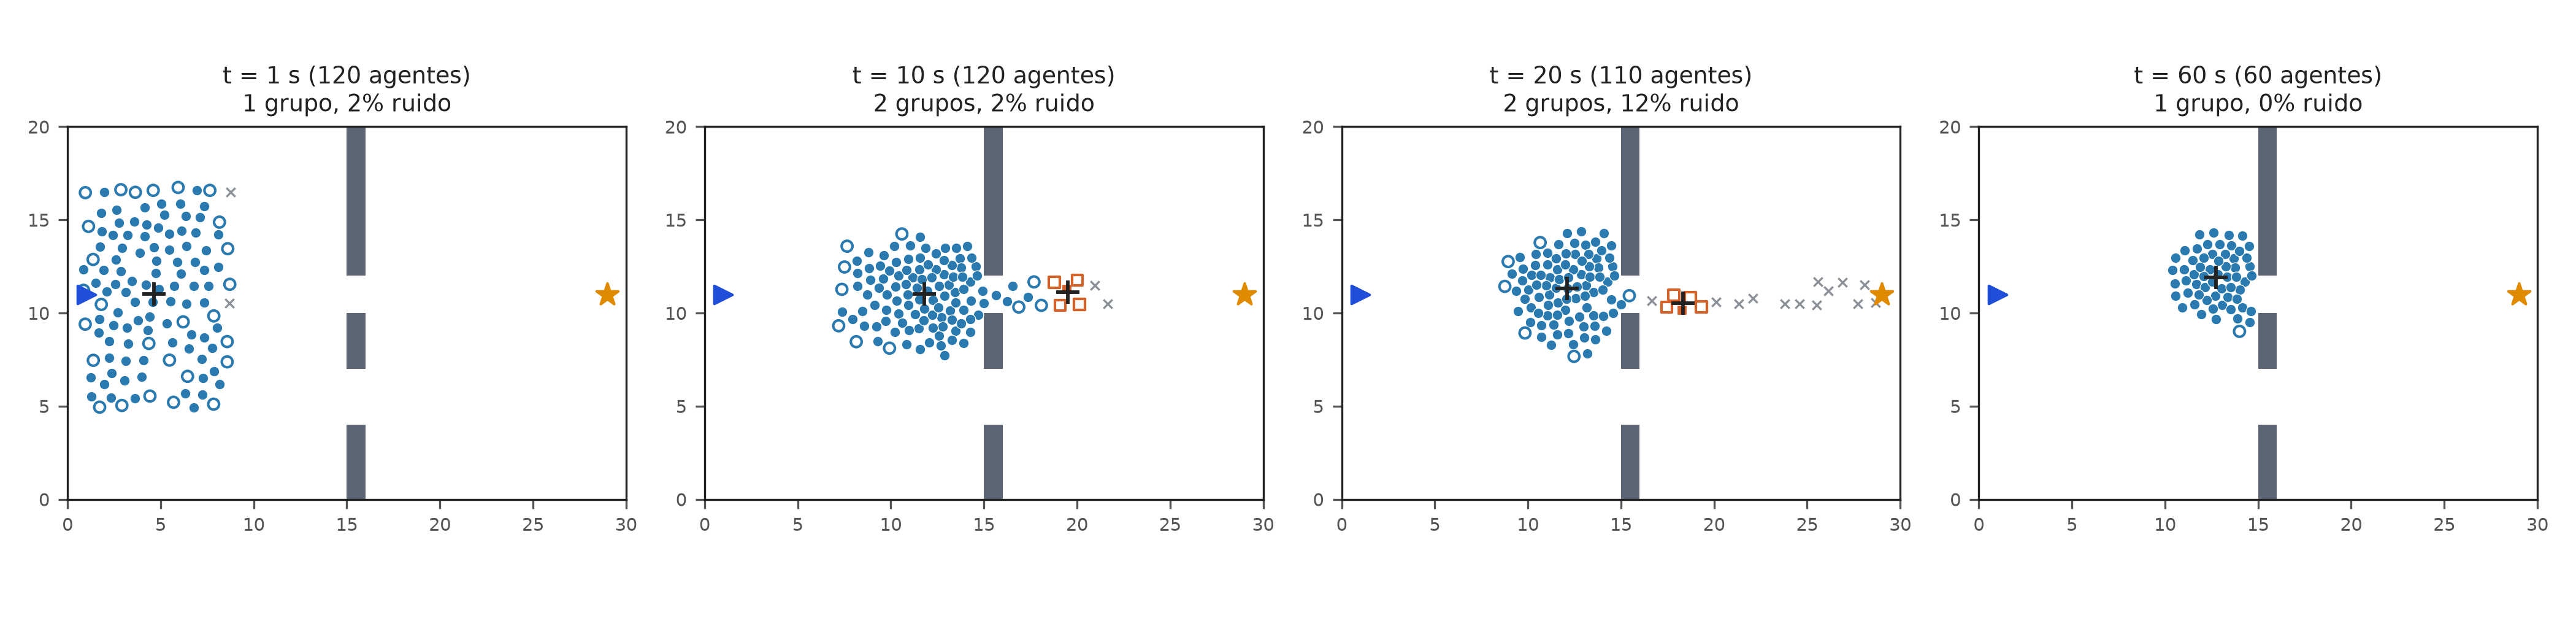 t = 1 s (120 agentes)
1 grupo, 2% ruido
20
15
10
5
0
0 5 10 15 20 25 30
t = 10 s (120 agentes)
2 grupos, 2% ruido
20
15
10
5
0
0 5 10 15 20 25 30
t = 20 s (110 agentes)
2 grupos, 12% ruido
20
15
10
5
0
0 5 10 15 20 25 30
t = 60 s (60 agentes)
1 grupo, 0% ruido
20
15
10
5
0
0 5 10 15 20 25 30